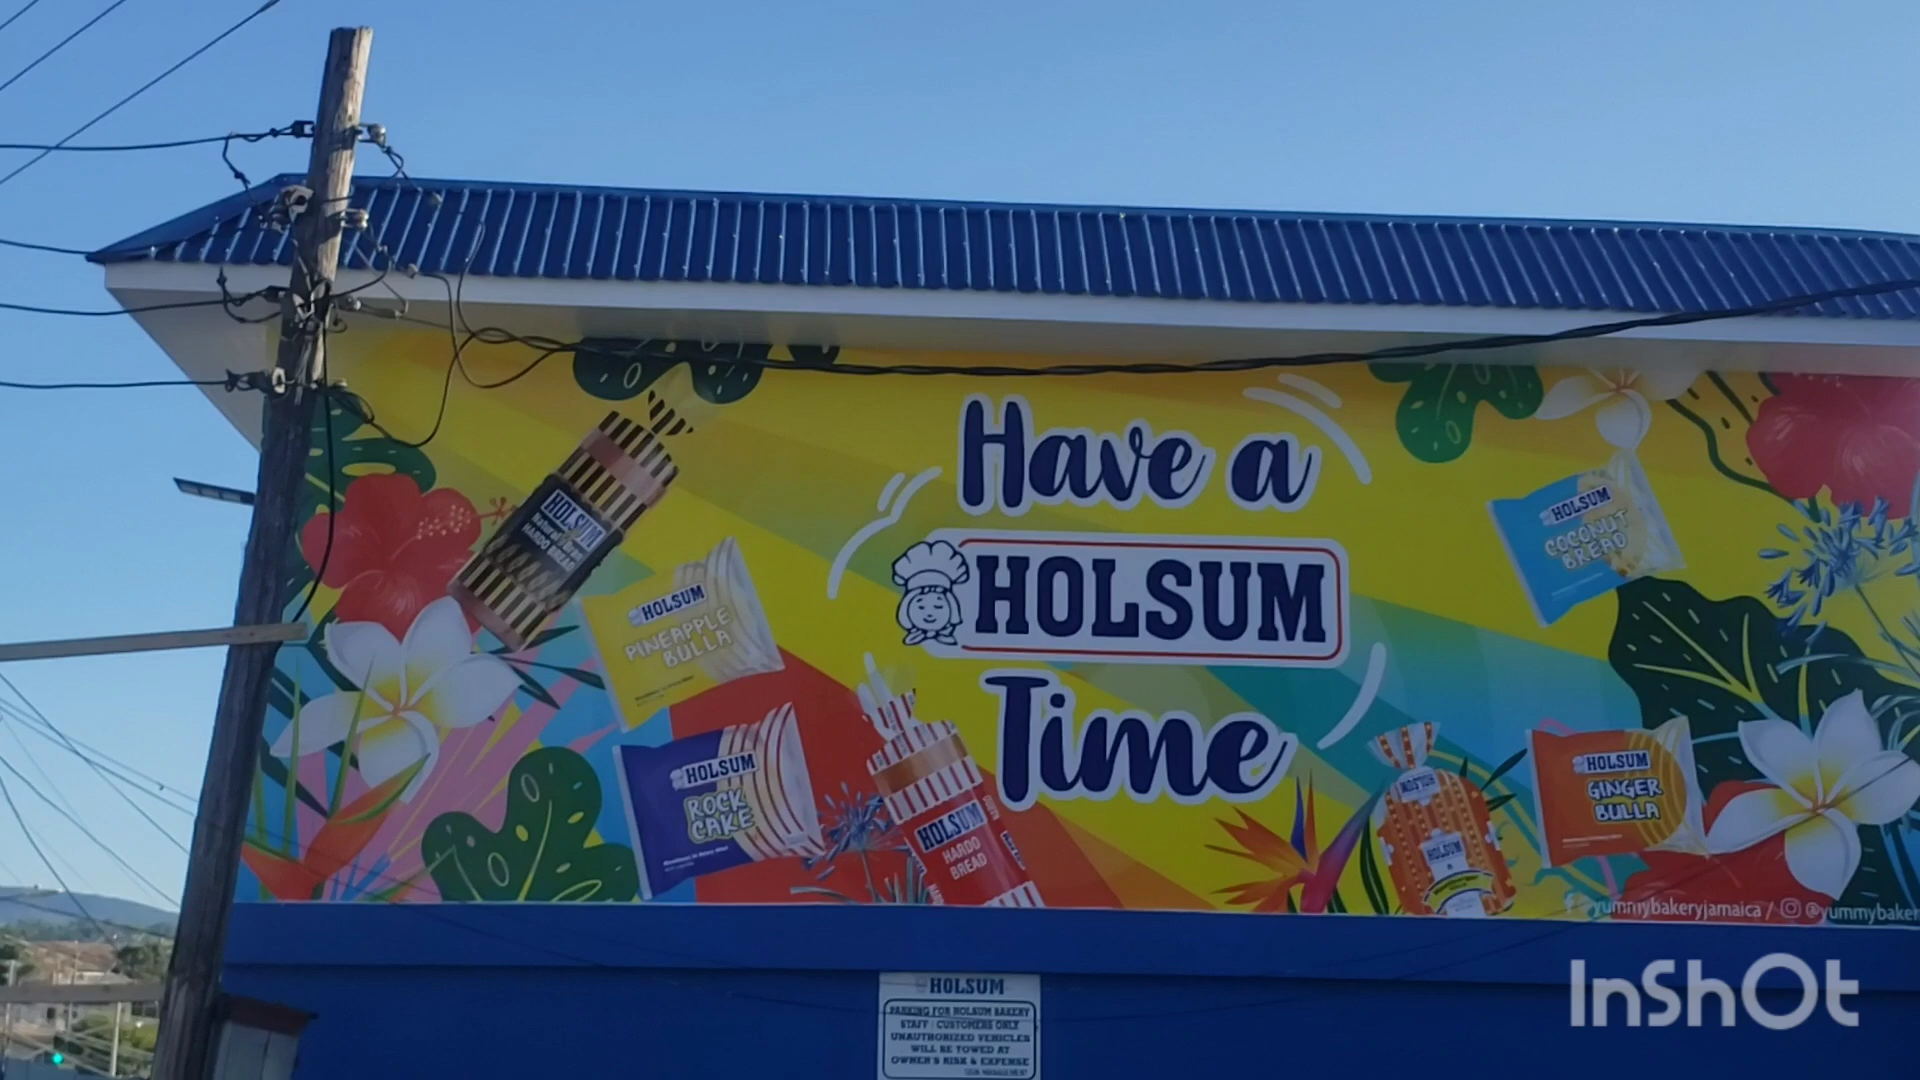 Have a
HOLSUM
Time
HOLSUM
HARDO BREAD
HOLSUM
PINEAPPLE
BULLA
HOLSUM
ROCK
CAKE
HOLSUM
HARDO
BREAD
HOLSUM
HOLSUM
HOLSUM
COCONUT
BREAD
HOLSUM
GINGER
BULLA
yummybakeryjamaica / @yummybaker
HOLSUM
PARKING FOR HOLSUM BAKERY
STAFF / CUSTOMERS ONLY
UNAUTHORIZED VEHICLES
WILL BE TOWED AT
OWNER'S RISK & EXPENSE
InShOt